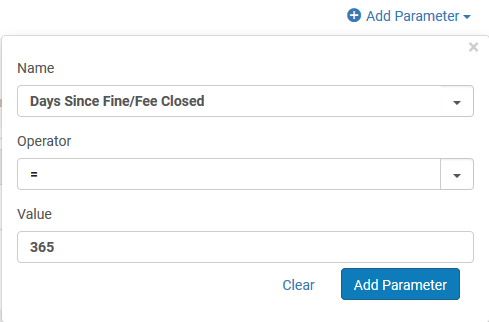 Add Parameter
×
Name
Days Since Fine/Fee Closed
Operator
=
Value
365
Clear Add Parameter